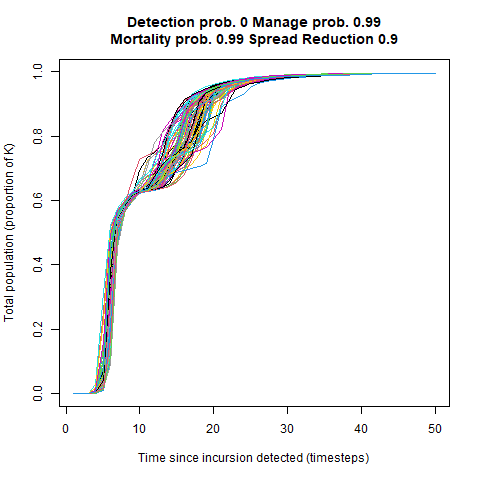 Detection prob. 0 Manage prob. 0.99
Mortality prob. 0.99 Spread Reduction 0.9
Total population (proportion of K)
1.0
0.8
0.6
0.4
0.2
0.0
0 10 20 30 40 50
Time since incursion detected (timesteps)